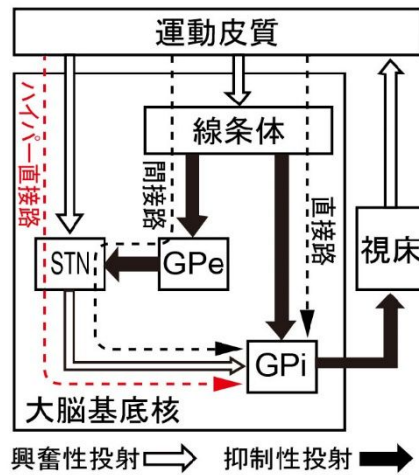 運動皮質
線条体
ハイパー直接路
間接路
直接路
STN
GPe
視床
GPi
大脳基底核
興奮性投射
抑制性投射